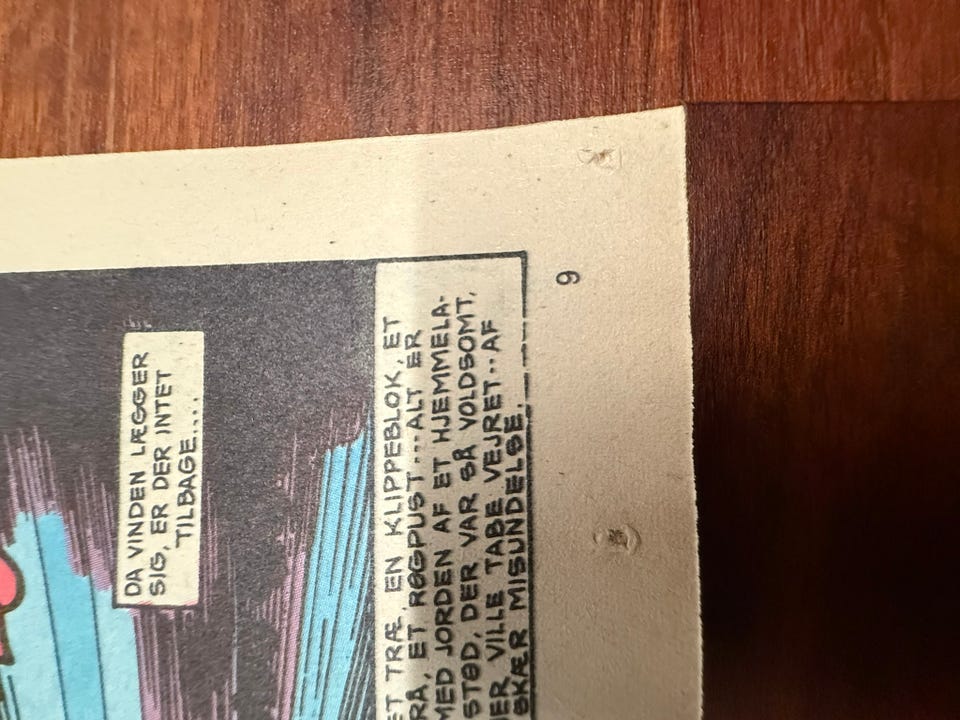 DA VINDEN LÆGGER
SIG, ER DER INTET
TILBAGE....
ET TRÆ, EN KLIPPEBLOK, ET
RÅ, ET RØGPUST...ALT ER
MED JORDEN AF ET HJEMMELA-
STØD, DER VAR SÅ VOLDSOMT,
VILLE TABE VEJRET..AF
SKÆR MISUNDELSE.
9